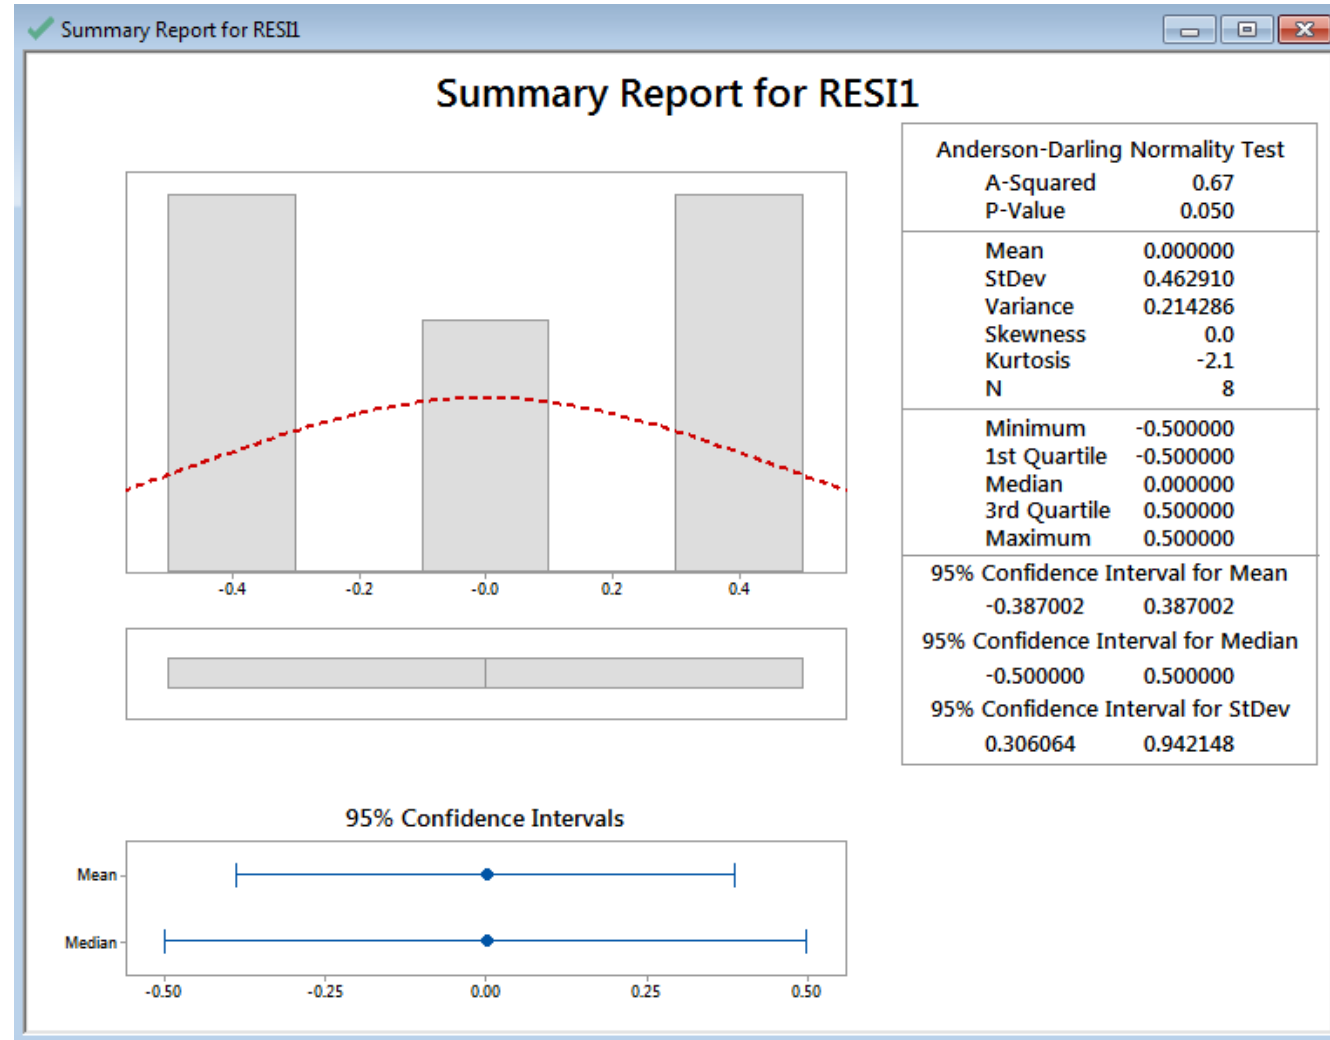 Summary Report for RESI1
Summary Report for RESI1
-0.4 -0.2 -0.0 0.2 0.4
95% Confidence Intervals
Mean
Median
-0.50 -0.25 0.00 0.25 0.50
Anderson-Darling Normality Test
A-Squared 0.67
P-Value 0.050
Mean 0.000000
StDev 0.462910
Variance 0.214286
Skewness 0.0
Kurtosis -2.1
N 8
Minimum -0.500000
1st Quartile -0.500000
Median 0.000000
3rd Quartile 0.500000
Maximum 0.500000
95% Confidence Interval for Mean
-0.387002 0.387002
95% Confidence Interval for Median
-0.500000 0.500000
95% Confidence Interval for StDev
0.306064 0.942148